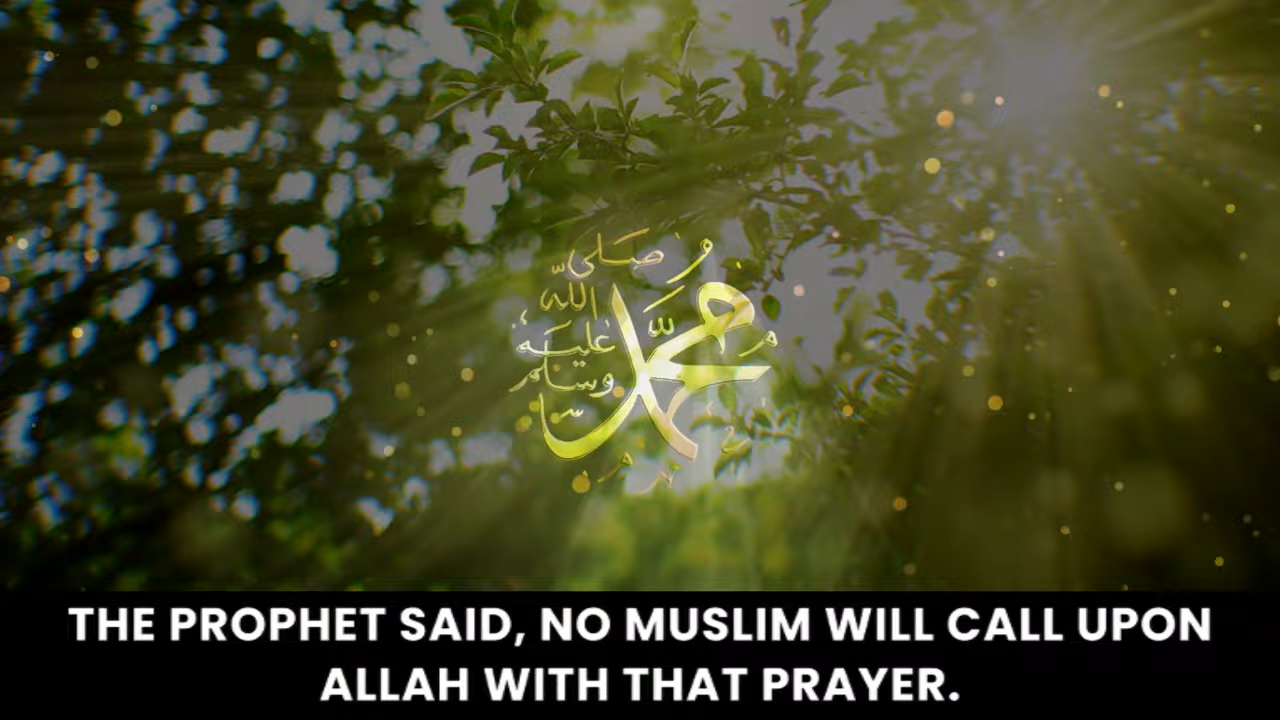 محمد
صلى
الله
عليه
وسلم
THE PROPHET SAID, NO MUSLIM WILL CALL UPON
ALLAH WITH THAT PRAYER.